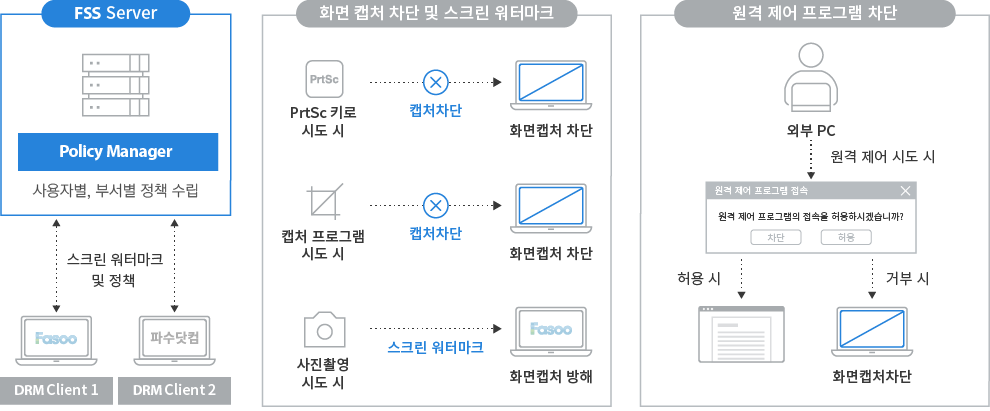 FSS Server
Policy Manager
사용자별, 부서별 정책 수립
스크린 워터마크
및 정책
Fasoo
파수닷컴
DRM Client 1
DRM Client 2
화면 캡처 차단 및 스크린 워터마크
PrtSc
PrtSc 키로
시도 시
캡처차단
화면캡처 차단
캡처 프로그램
시도 시
캡처차단
화면캡처 차단
사진촬영
시도 시
스크린 워터마크
Fasoo
화면캡처 방해
원격 제어 프로그램 차단
외부 PC
원격 제어 시도 시
원격 제어 프로그램 접속
원격 제어 프로그램의 접속을 허용하시겠습니까?
차단
허용
허용 시
거부 시
화면캡처차단